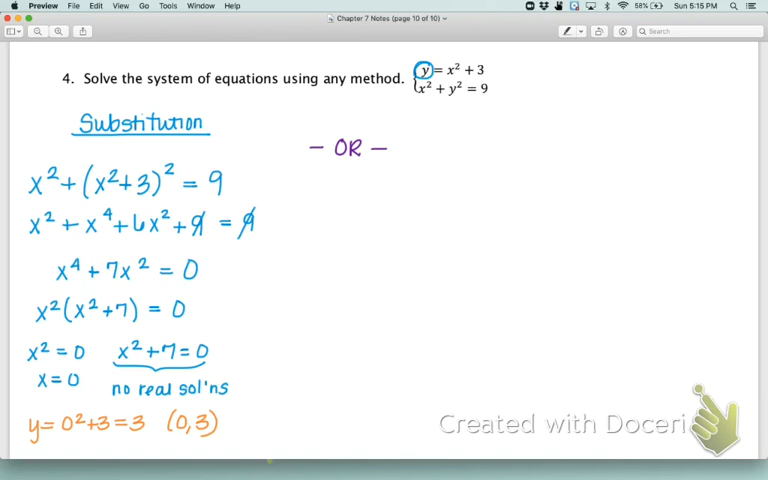 Preview File Edit View Go Tools Window Help 58% Sun 5:15 PM
Chapter 7 Notes (page 10 of 10)
Search
4. Solve the system of equations using any method. { y = x² + 3
x² + y² = 9
Substitution
x² + (x² + 3)² = 9
x² + x⁴ + 6x² + 9 = 9
x⁴ + 7x² = 0
x² (x² + 7) = 0
x² = 0 x² + 7 = 0
x = 0 no real sol'ns
y = 0² + 3 = 3 (0, 3)
- OR -
Created with Doceri